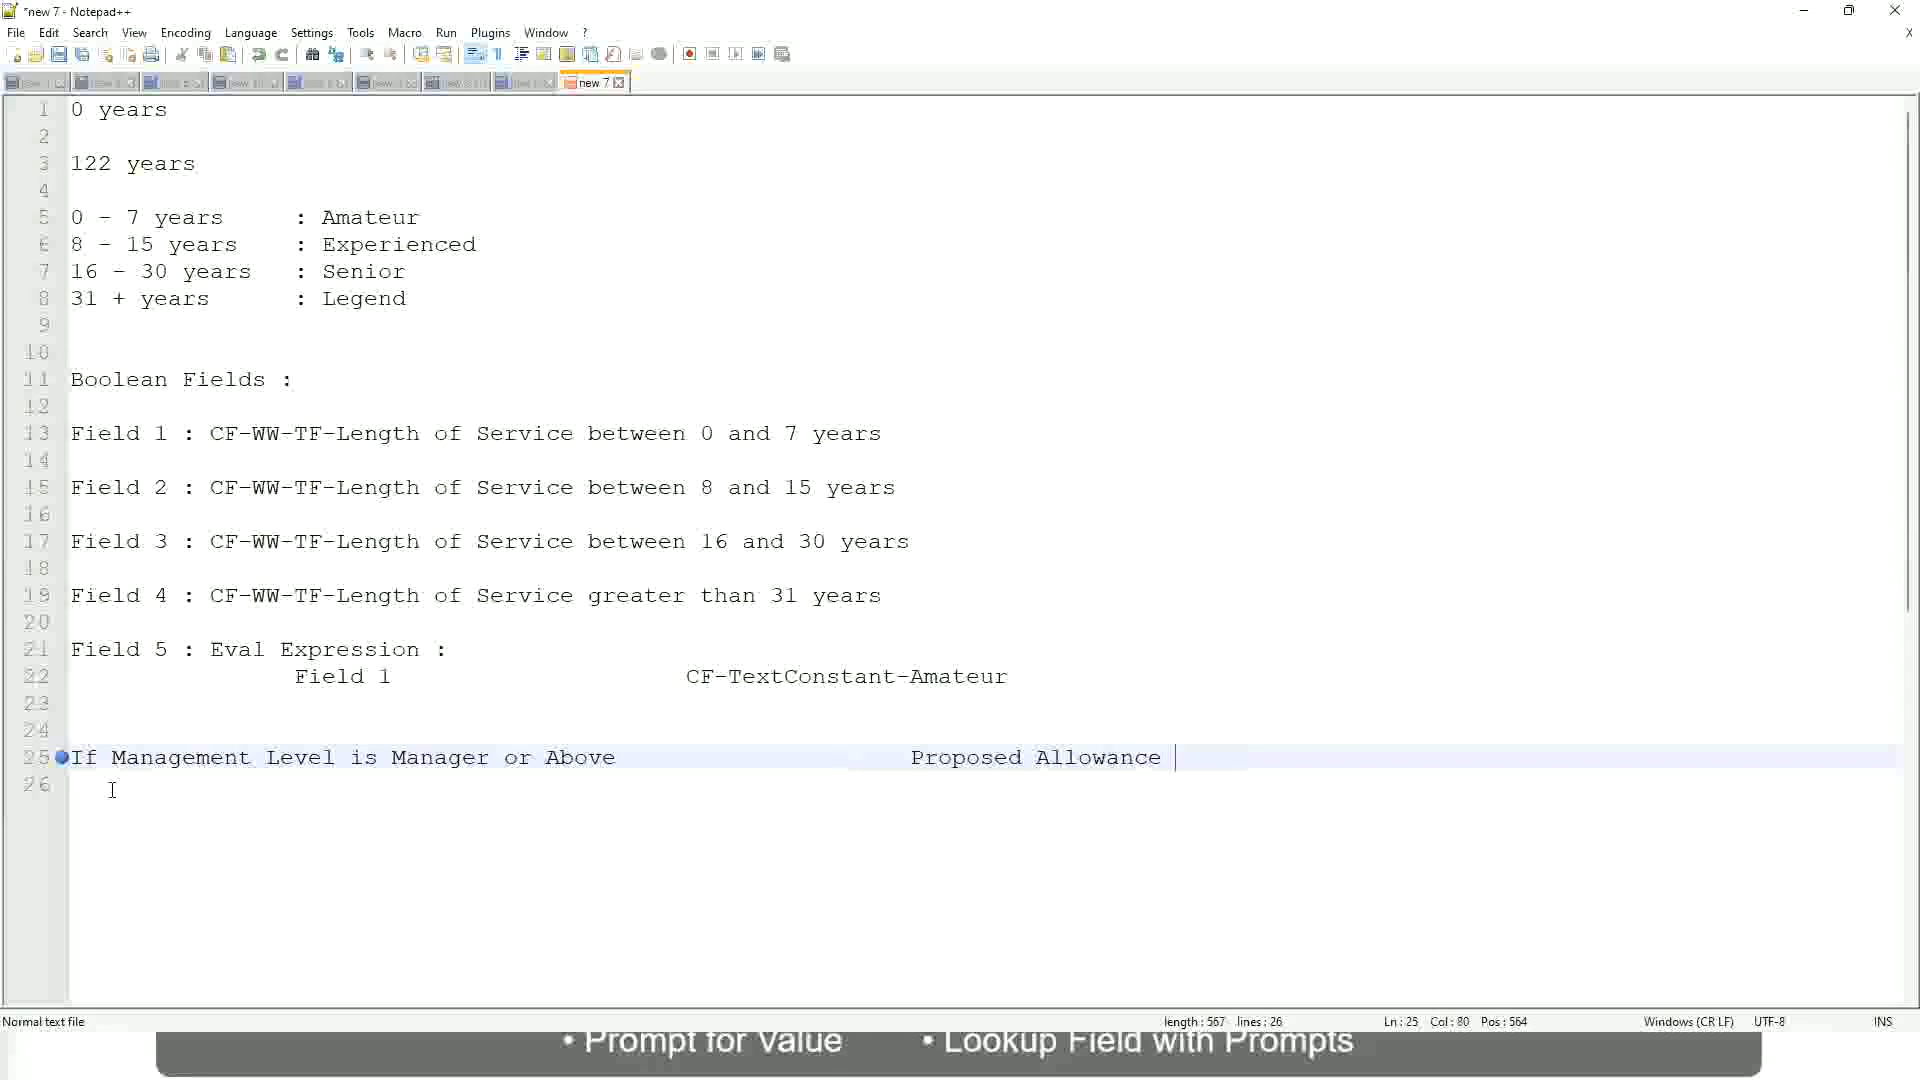 *new 7 - Notepad++
File Edit Search View Encoding Language Settings Tools Macro Run Plugins Window ?
new 7
1 0 years
2
3 122 years
4
5 0 - 7 years : Amateur
6 8 - 15 years : Experienced
7 16 - 30 years : Senior
8 31 + years : Legend
9
10
11 Boolean Fields :
12
13 Field 1 : CF-WW-TF-Length of Service between 0 and 7 years
14
15 Field 2 : CF-WW-TF-Length of Service between 8 and 15 years
16
17 Field 3 : CF-WW-TF-Length of Service between 16 and 30 years
18
19 Field 4 : CF-WW-TF-Length of Service greater than 31 years
20
21 Field 5 : Eval Expression :
22 Field 1 CF-TextConstant-Amateur
23
24
25 If Management Level is Manager or Above Proposed Allowance
26
Normal text file length : 567 lines : 26 Ln : 25 Col : 80 Pos : 564 Windows (CR LF) UTF-8 INS
• Prompt for Value • Lookup Field with Prompts